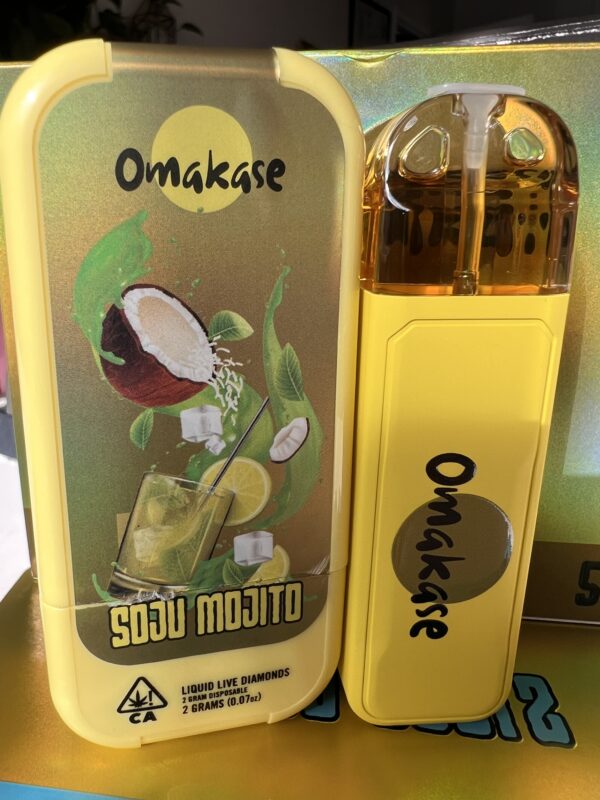 Omakase
SOJU MOJITO
CA
LIQUID LIVE DIAMONDS
2 GRAM DISPOSABLE
2 GRAMS (0.07oz)
Omakase